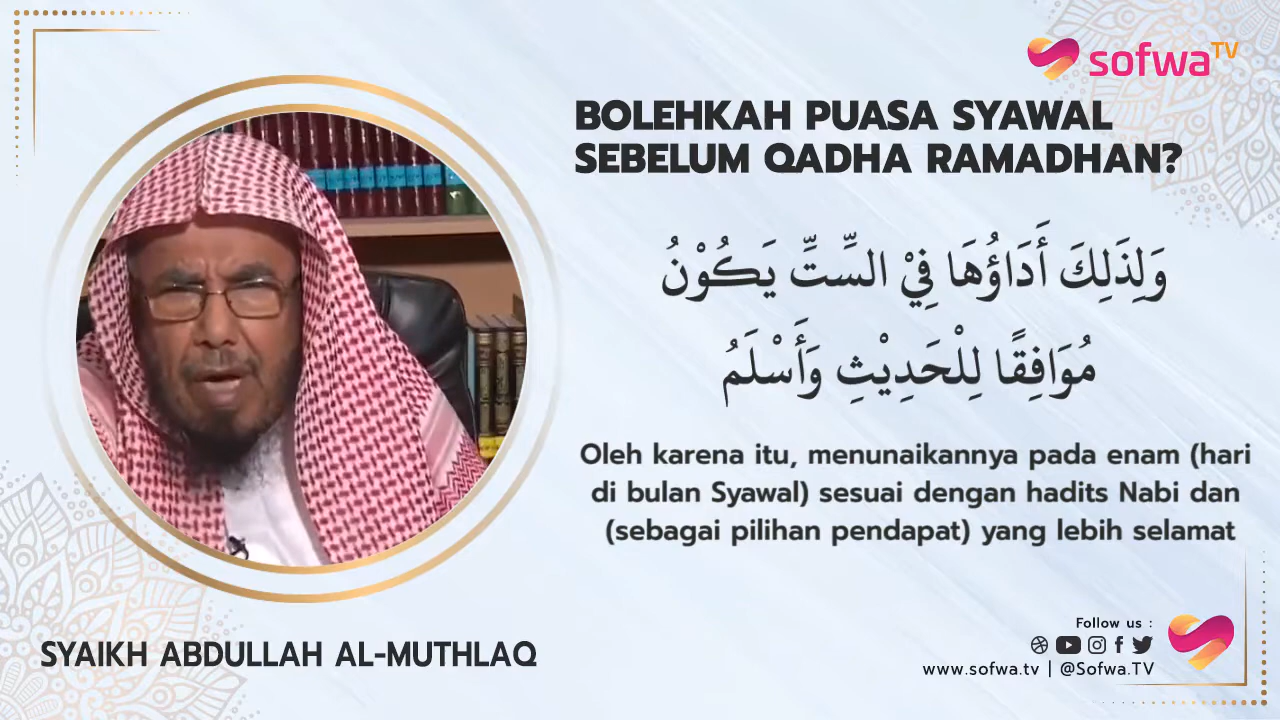 sofwa TV
BOLEHKAH PUASA SYAWAL
SEBELUM QADHA RAMADHAN?
وَلِذَلِكَ أَدَاؤُهَا فِيْ السِّتِّ يَكُوْنُ
مُوَافِقًا لِلْحَدِيْثِ وَأَسْلَمُ
Oleh karena itu, menunaikannya pada enam (hari
di bulan Syawal) sesuai dengan hadits Nabi dan
(sebagai pilihan pendapat) yang lebih selamat
SYAIKH ABDULLAH AL-MUTHLAQ
Follow us :
www.sofwa.tv | @Sofwa.TV